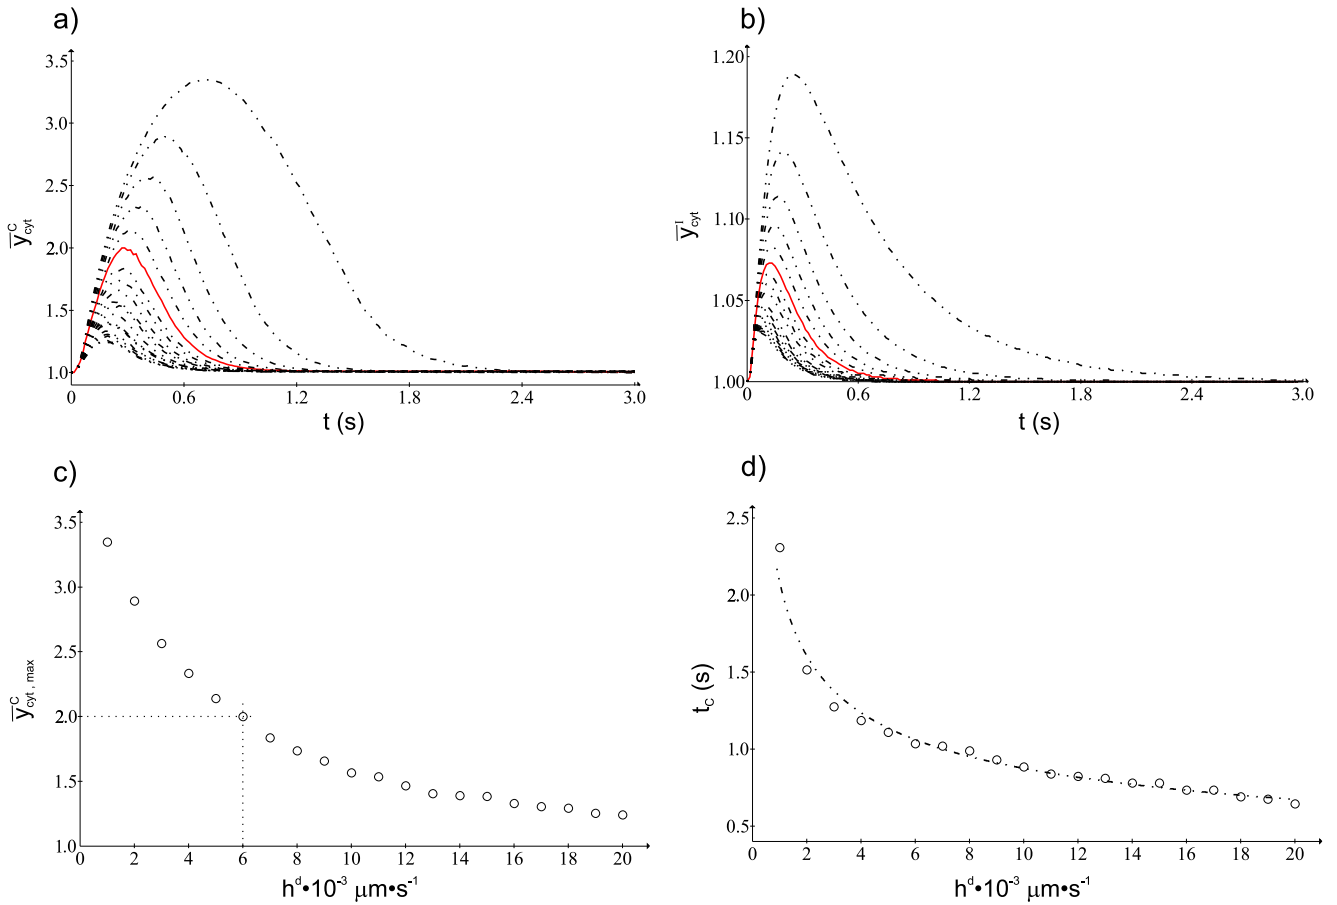 a)
3.5
3.0
2.5
2.0
1.5
1.0
0 0.6 1.2 1.8 2.4 3.0
y̅ᶜcyt
t (s)
b)
1.20
1.15
1.10
1.05
1.00
0 0.6 1.2 1.8 2.4 3.0
y̅ᴵcyt
t (s)
c)
3.5
3.0
2.5
2.0
1.5
1.0
0 2 4 6 8 10 12 14 16 18 20
y̅ᶜcyt, max
hᵈ•10⁻³ µm•s⁻¹
d)
2.5
2.0
1.5
1.0
0.5
0 2 4 6 8 10 12 14 16 18 20
tC (s)
hᵈ•10⁻³ µm•s⁻¹